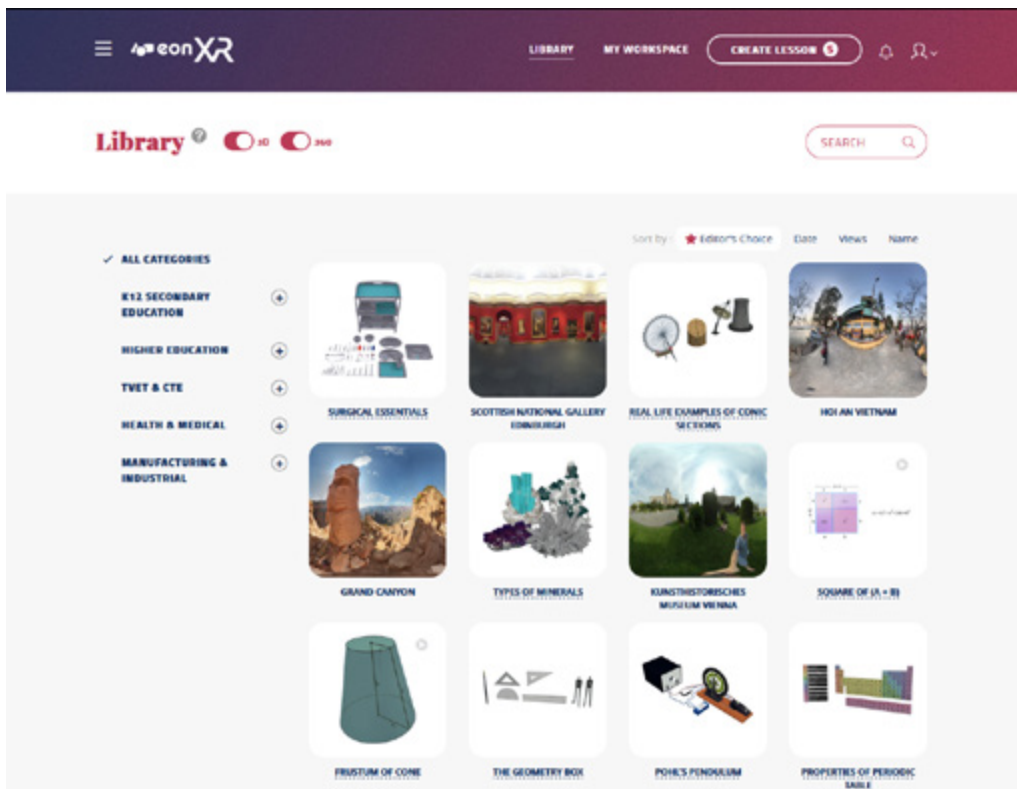 eonXR
LIBRARY
MY WORKSPACE
CREATE LESSON 5
Library ?
3D
360
SEARCH
Sort by :
Editor's Choice
Date
Views
Name
ALL CATEGORIES
K12 SECONDARY
EDUCATION
HIGHER EDUCATION
TVET & CTE
HEALTH & MEDICAL
MANUFACTURING &
INDUSTRIAL
SURGICAL ESSENTIALS
SCOTTISH NATIONAL GALLERY
EDINBURGH
REAL LIFE EXAMPLES OF CONIC
SECTIONS
HOI AN VIETNAM
GRAND CANYON
TYPES OF MINERALS
KUNSTHISTORISCHES
MUSEUM VIENNA
SQUARE OF (A + B)
FRUSTUM OF CONE
THE GEOMETRY BOX
POHL'S PENDULUM
PROPERTIES OF PERIODIC
TABLE